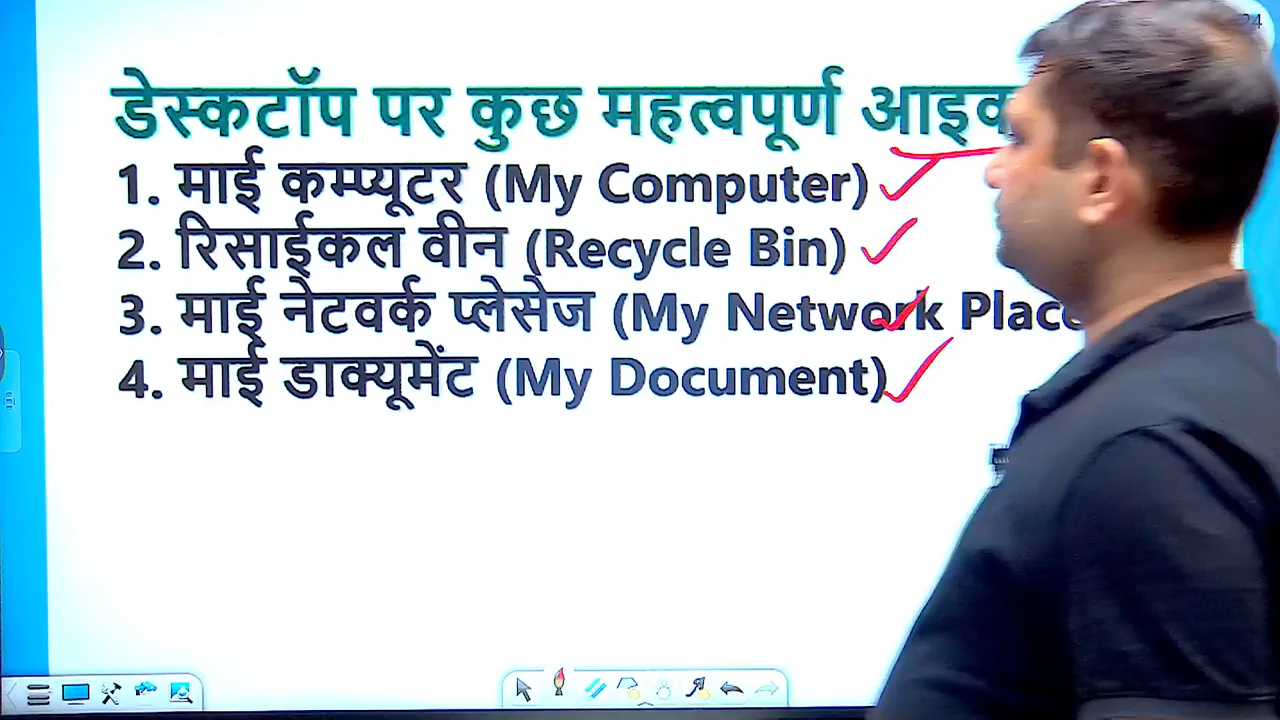 24
डेस्कटॉप पर कुछ महत्वपूर्ण
1. माई कम्प्यूटर (My Computer)
2. रिसाईकल वीन (Recycle Bin)
3. माई नेटवर्क प्लेसेज (My Network
4. माई डाक्यूमेंट (My Document)